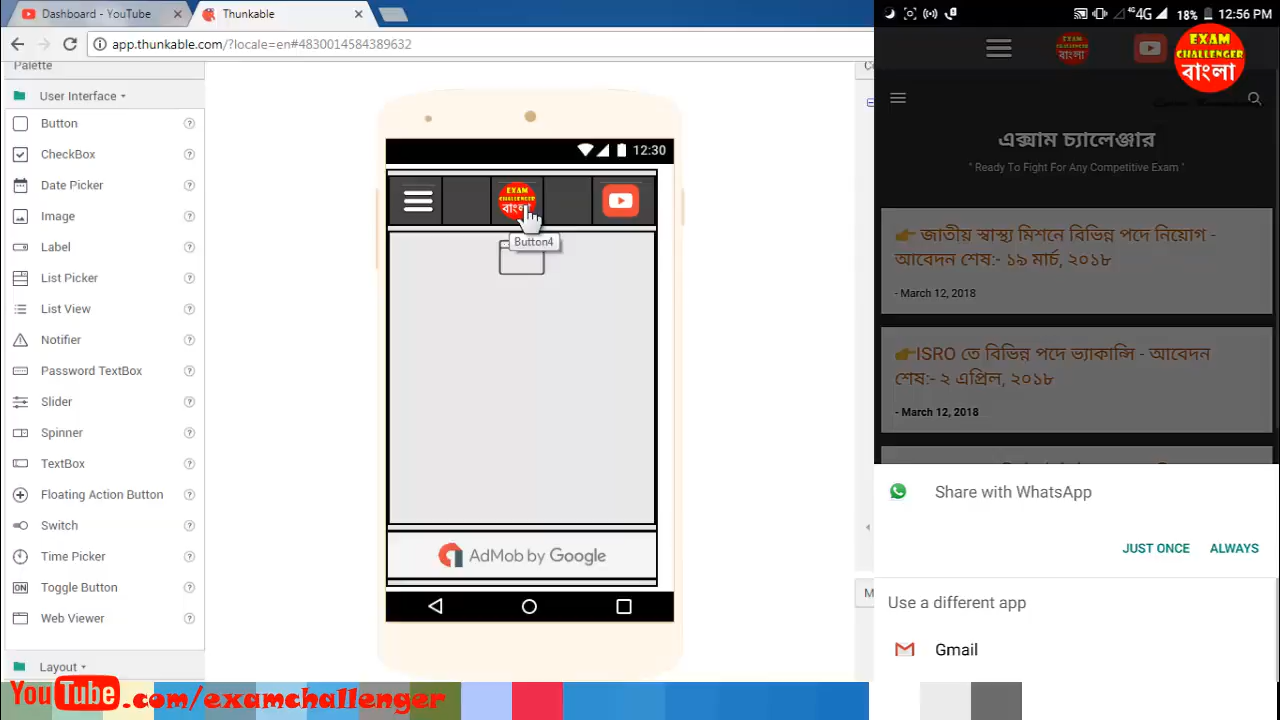 Dashboard - YouTube
Thunkable
app.thunkable.com/?locale=en#4830014584389632
Palette
User Interface
Button
CheckBox
Date Picker
Image
Label
List Picker
List View
Notifier
Password TextBox
Slider
Spinner
TextBox
Floating Action Button
Switch
Time Picker
ON Toggle Button
Web Viewer
Layout
12:30
EXAM
CHALLENGER
বাংলা
Button4
AdMob by Google
M
4G 4G 18% 12:56 PM
EXAM
CHALLENGER
বাংলা
EXAM
CHALLENGER
বাংলা
এক্সাম চ্যালেঞ্জার
" Ready To Fight For Any Competitive Exam "
👉 জাতীয় স্বাস্থ্য মিশনে বিভিন্ন পদে নিয়োগ -
আবেদন শেষ:- ১৯ মার্চ, ২০১৮
- March 12, 2018
👉ISRO তে বিভিন্ন পদে ভ্যাকান্সি - আবেদন
শেষ:- ২ এপ্রিল, ২০১৮
- March 12, 2018
Share with WhatsApp
JUST ONCE ALWAYS
Use a different app
Gmail
YouTube.com/examchallenger